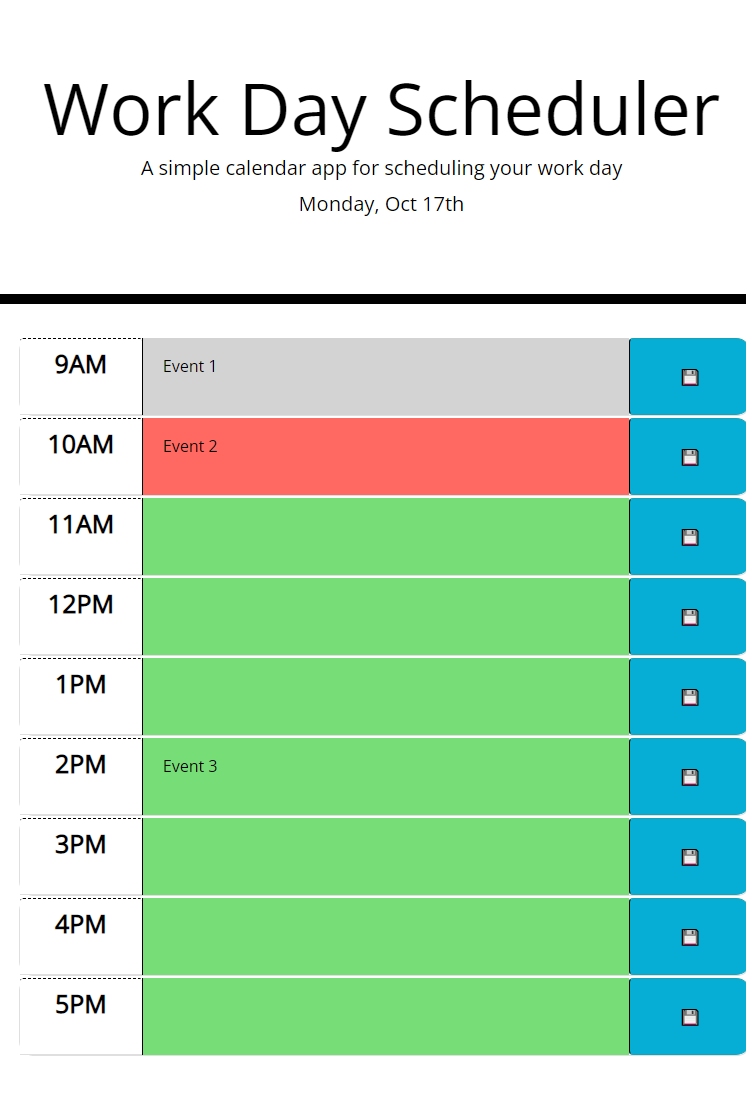 Work Day Scheduler
A simple calendar app for scheduling your work day
Monday, Oct 17th
9AM
Event 1
10AM
Event 2
11AM
12PM
1PM
2PM
Event 3
3PM
4PM
5PM